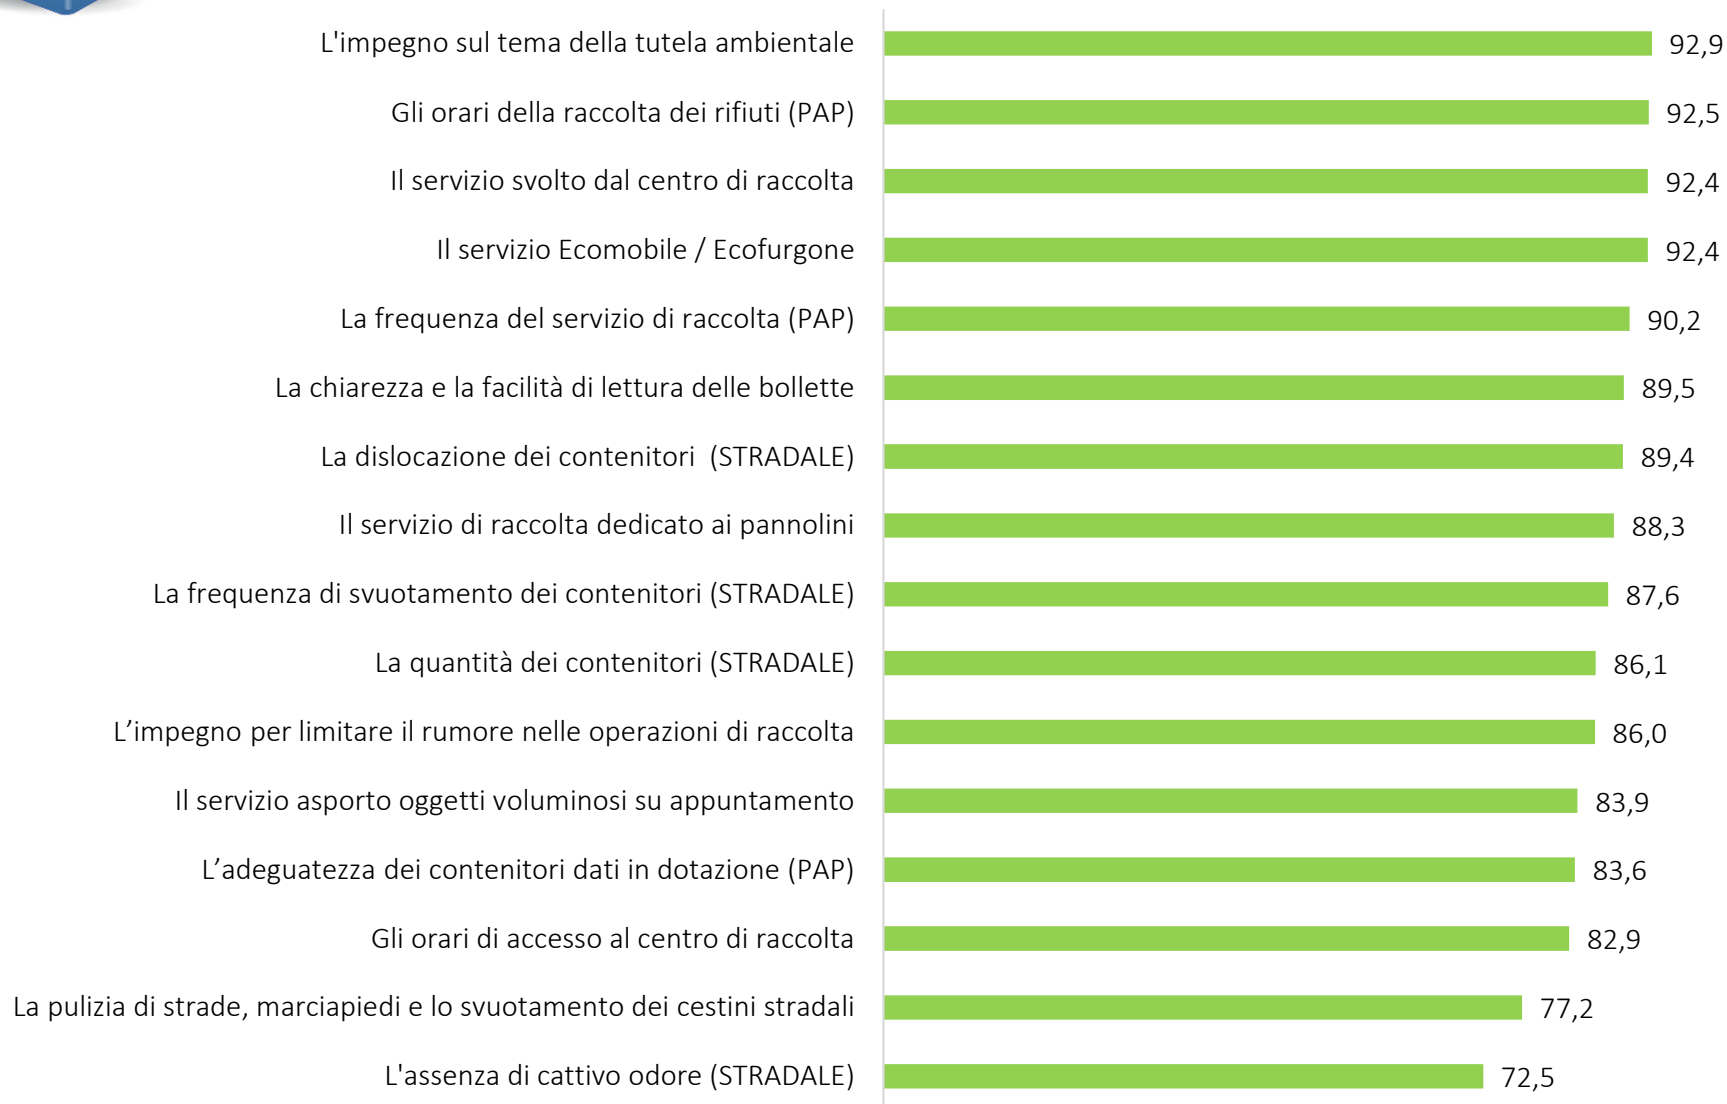 L'impegno sul tema della tutela ambientale 92,9
Gli orari della raccolta dei rifiuti (PAP) 92,5
Il servizio svolto dal centro di raccolta 92,4
Il servizio Ecomobile / Ecofurgone 92,4
La frequenza del servizio di raccolta (PAP) 90,2
La chiarezza e la facilità di lettura delle bollette 89,5
La dislocazione dei contenitori (STRADALE) 89,4
Il servizio di raccolta dedicato ai pannolini 88,3
La frequenza di svuotamento dei contenitori (STRADALE) 87,6
La quantità dei contenitori (STRADALE) 86,1
L’impegno per limitare il rumore nelle operazioni di raccolta 86,0
Il servizio asporto oggetti voluminosi su appuntamento 83,9
L’adeguatezza dei contenitori dati in dotazione (PAP) 83,6
Gli orari di accesso al centro di raccolta 82,9
La pulizia di strade, marciapiedi e lo svuotamento dei cestini stradali 77,2
L'assenza di cattivo odore (STRADALE) 72,5